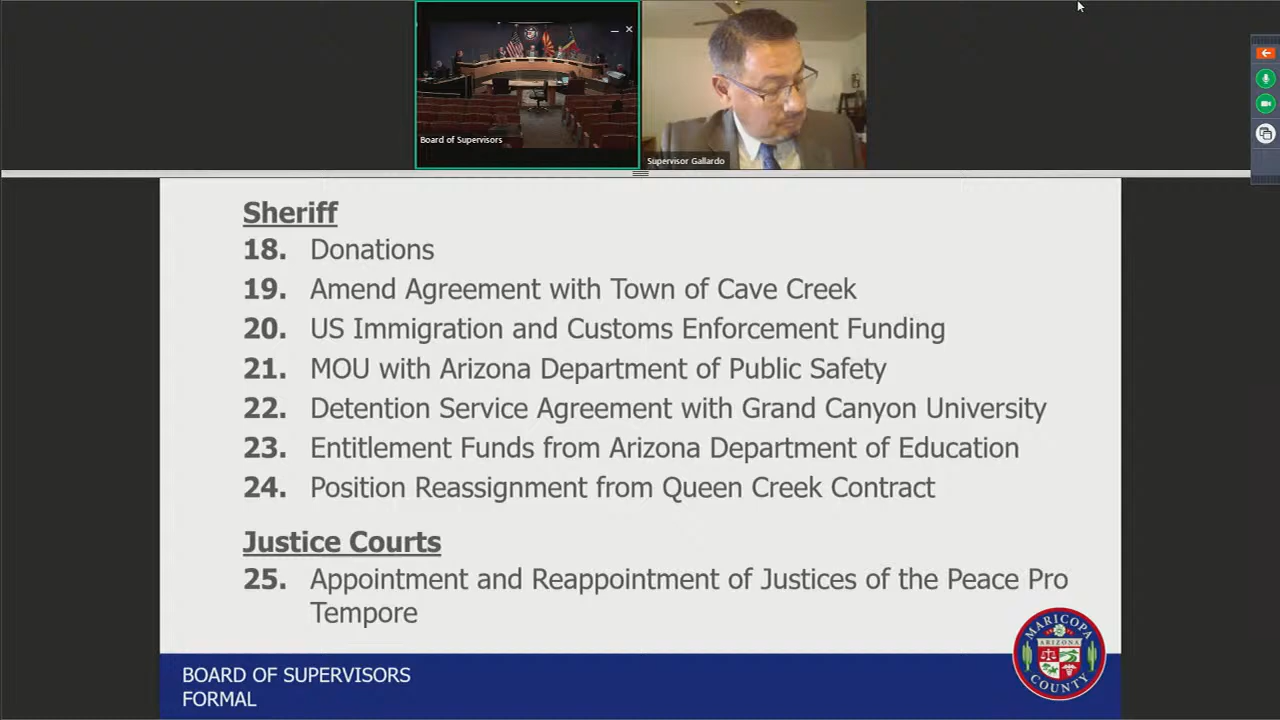 Board of Supervisors
Supervisor Gallardo
Sheriff
18. Donations
19. Amend Agreement with Town of Cave Creek
20. US Immigration and Customs Enforcement Funding
21. MOU with Arizona Department of Public Safety
22. Detention Service Agreement with Grand Canyon University
23. Entitlement Funds from Arizona Department of Education
24. Position Reassignment from Queen Creek Contract
Justice Courts
25. Appointment and Reappointment of Justices of the Peace Pro
Tempore
BOARD OF SUPERVISORS
FORMAL
MARICOPA
ARIZONA
COUNTY